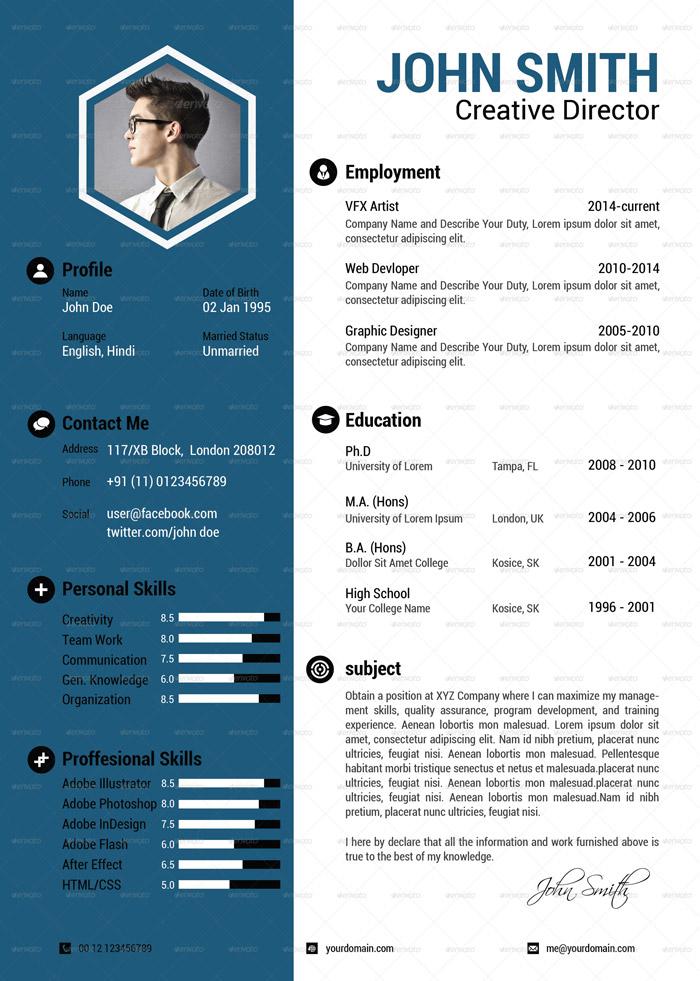 JOHN SMITH
Creative Director
Profile
Name
John Doe
Date of Birth
02 Jan 1995
Language
English, Hindi
Married Status
Unmarried
Contact Me
Address 117/XB Block, London 208012
Phone +91 (11) 0123456789
Social user@facebook.com
twitter.com/john doe
Personal Skills
Creativity 8.5
Team Work 8.0
Communication 7.5
Gen. Knowledge 6.0
Organization 8.5
Proffesional Skills
Adobe Illustrator 8.5
Adobe Photoshop 8.0
Adobe InDesign 7.5
Adobe Flash 6.0
After Effect 6.5
HTML/CSS 5.0
00 12 123456789
Employment
VFX Artist 2014-current
Company Name and Describe Your Duty, Lorem ipsum dolor sit amet,
consectetur adipiscing elit.
Web Devloper 2010-2014
Company Name and Describe Your Duty, Lorem ipsum dolor sit amet,
consectetur adipiscing elit.
Graphic Designer 2005-2010
Company Name and Describe Your Duty, Lorem ipsum dolor sit amet,
consectetur adipiscing elit.
Education
Ph.D
University of Lorem Tampa, FL 2008 - 2010
M.A. (Hons)
University of Lorem Ipsum London, UK 2004 - 2006
B.A. (Hons)
Dollor Sit Amet College Kosice, SK 2001 - 2004
High School
Your College Name Kosice, SK 1996 - 2001
subject
Obtain a position at XYZ Company where I can maximize my manage-
ment skills, quality assurance, program development, and training
experience. Aenean lobortis mon malesuad. Lorem ipsum dolor sit
amet, consectetur adipiscing elit. Nam id nibh pretium, placerat nunc
ultricies, feugiat nisi. Aenean lobortis mon malesuad. Pellentesque
habitant morbi tristique senectus et netus et malesuada.placerat nunc
ultricies, feugiat nisi. Aenean lobortis mon malesuad.placerat nunc
ultricies, feugiat nisi. Aenean lobortis mon malesuad.Nam id nibh
pretium, placerat nunc ultricies, feugiat nisi.
I here by declare that all the information and work furnished above is
true to the best of my knowledge.
John Smith
yourdomain.com
me@yourdomain.com
envato